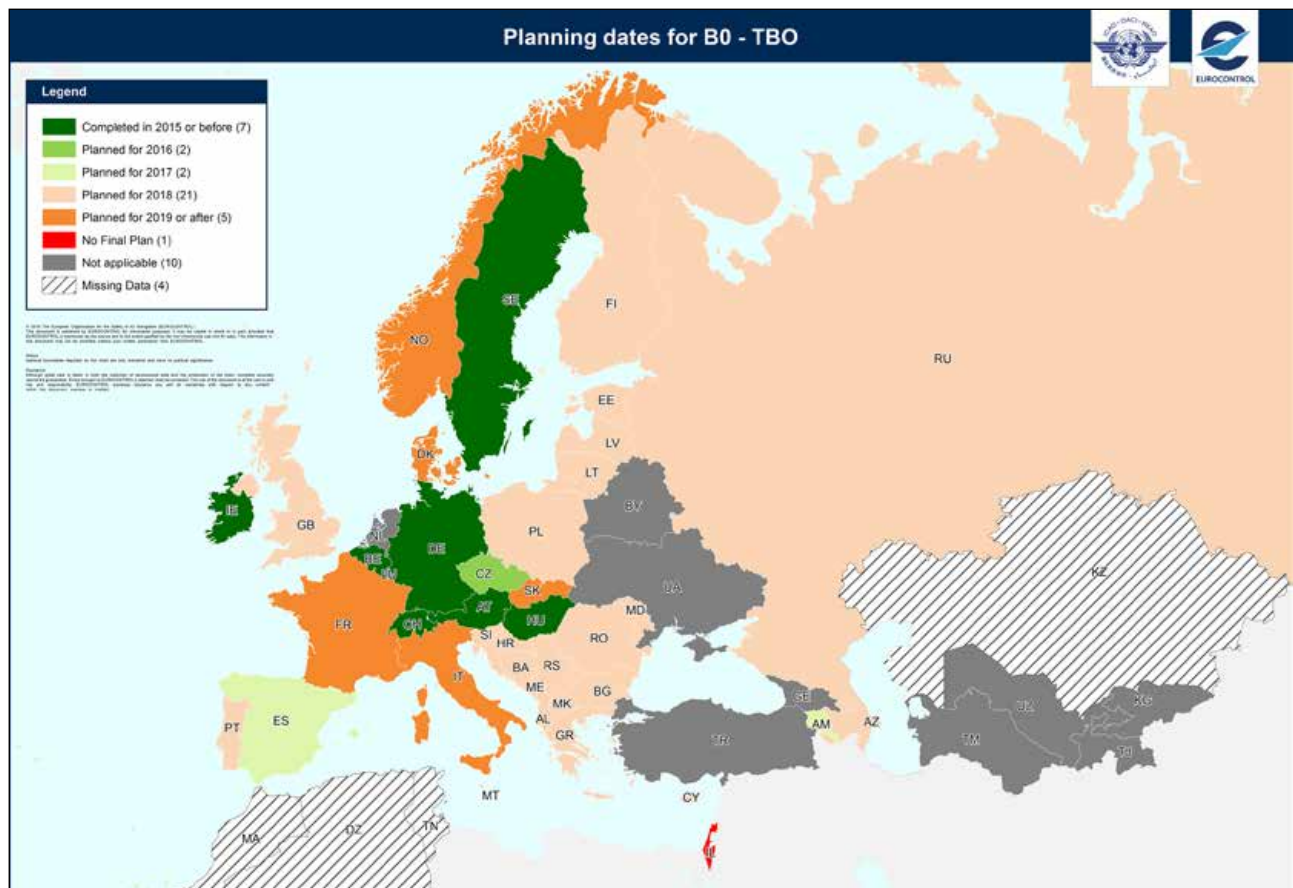 Planning dates for B0 - TBO
ICAO
EUROCONTROL
Legend
Completed in 2015 or before (7)
Planned for 2016 (2)
Planned for 2017 (2)
Planned for 2018 (21)
Planned for 2019 or after (5)
No Final Plan (1)
Not applicable (10)
Missing Data (4)
SE
FI
NO
RU
EE
LV
DK
LT
IE
BY
GB
NL
PL
BE
DE
KZ
CZ
UA
SK
AT
MD
FR
CH
HU
SI
RO
HR
IT
BA
RS
ME
BG
MK
GE
KG
UZ
PT
ES
AL
AM
AZ
GR
TR
TM
MT
CY
MA
DZ
TN
IL